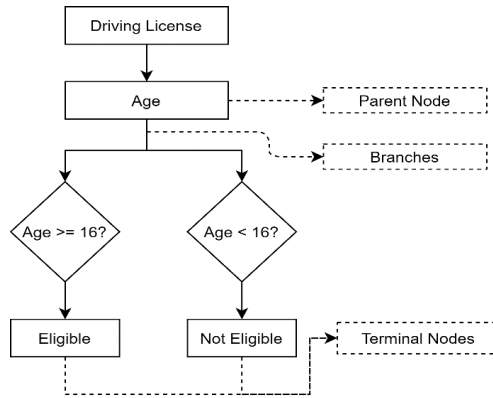 Driving License
Age
Parent Node
Branches
Age >= 16?
Age < 16?
Eligible
Not Eligible
Terminal Nodes